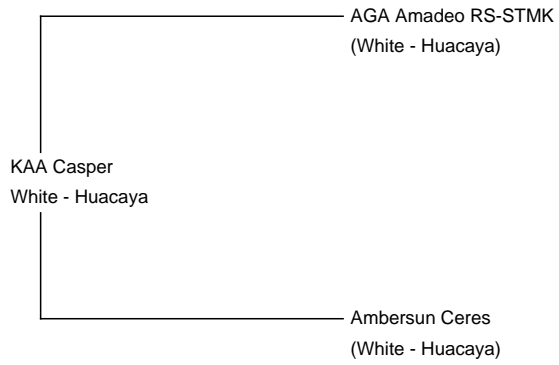 AGA Amadeo RS-STMK
(White - Huacaya)
KAA Casper
White - Huacaya
Ambersun Ceres
(White - Huacaya)